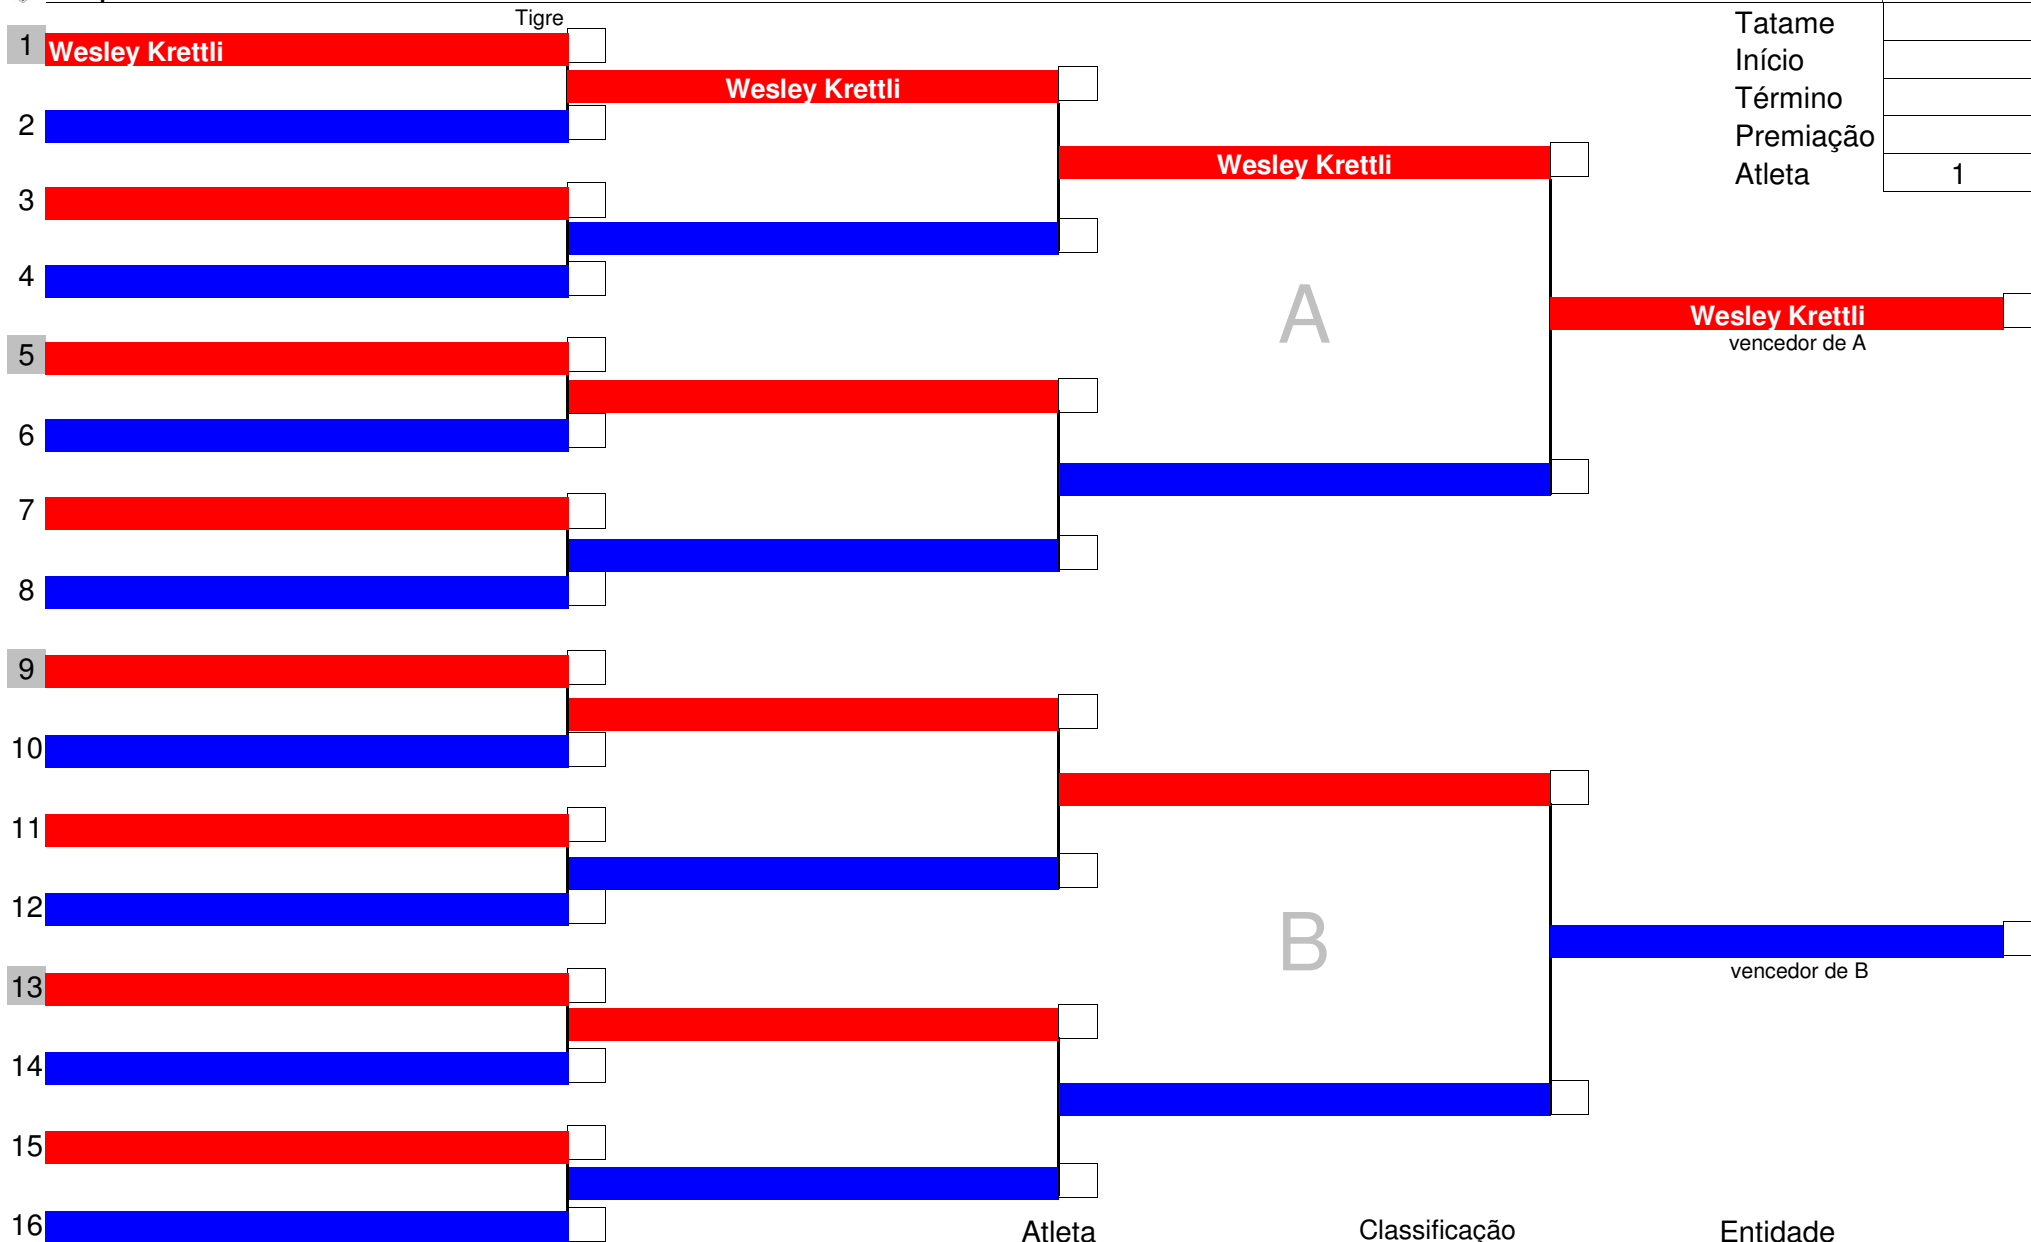 Tigre
Tatame
1 Wesley Krettli
Início
Wesley Krettli
Término
2
Premiação
Wesley Krettli
Atleta 1
3
4
A
Wesley Krettli
vencedor de A
5
6
7
8
9
10
11
12
B
vencedor de B
13
14
15
16
Atleta Classificação Entidade